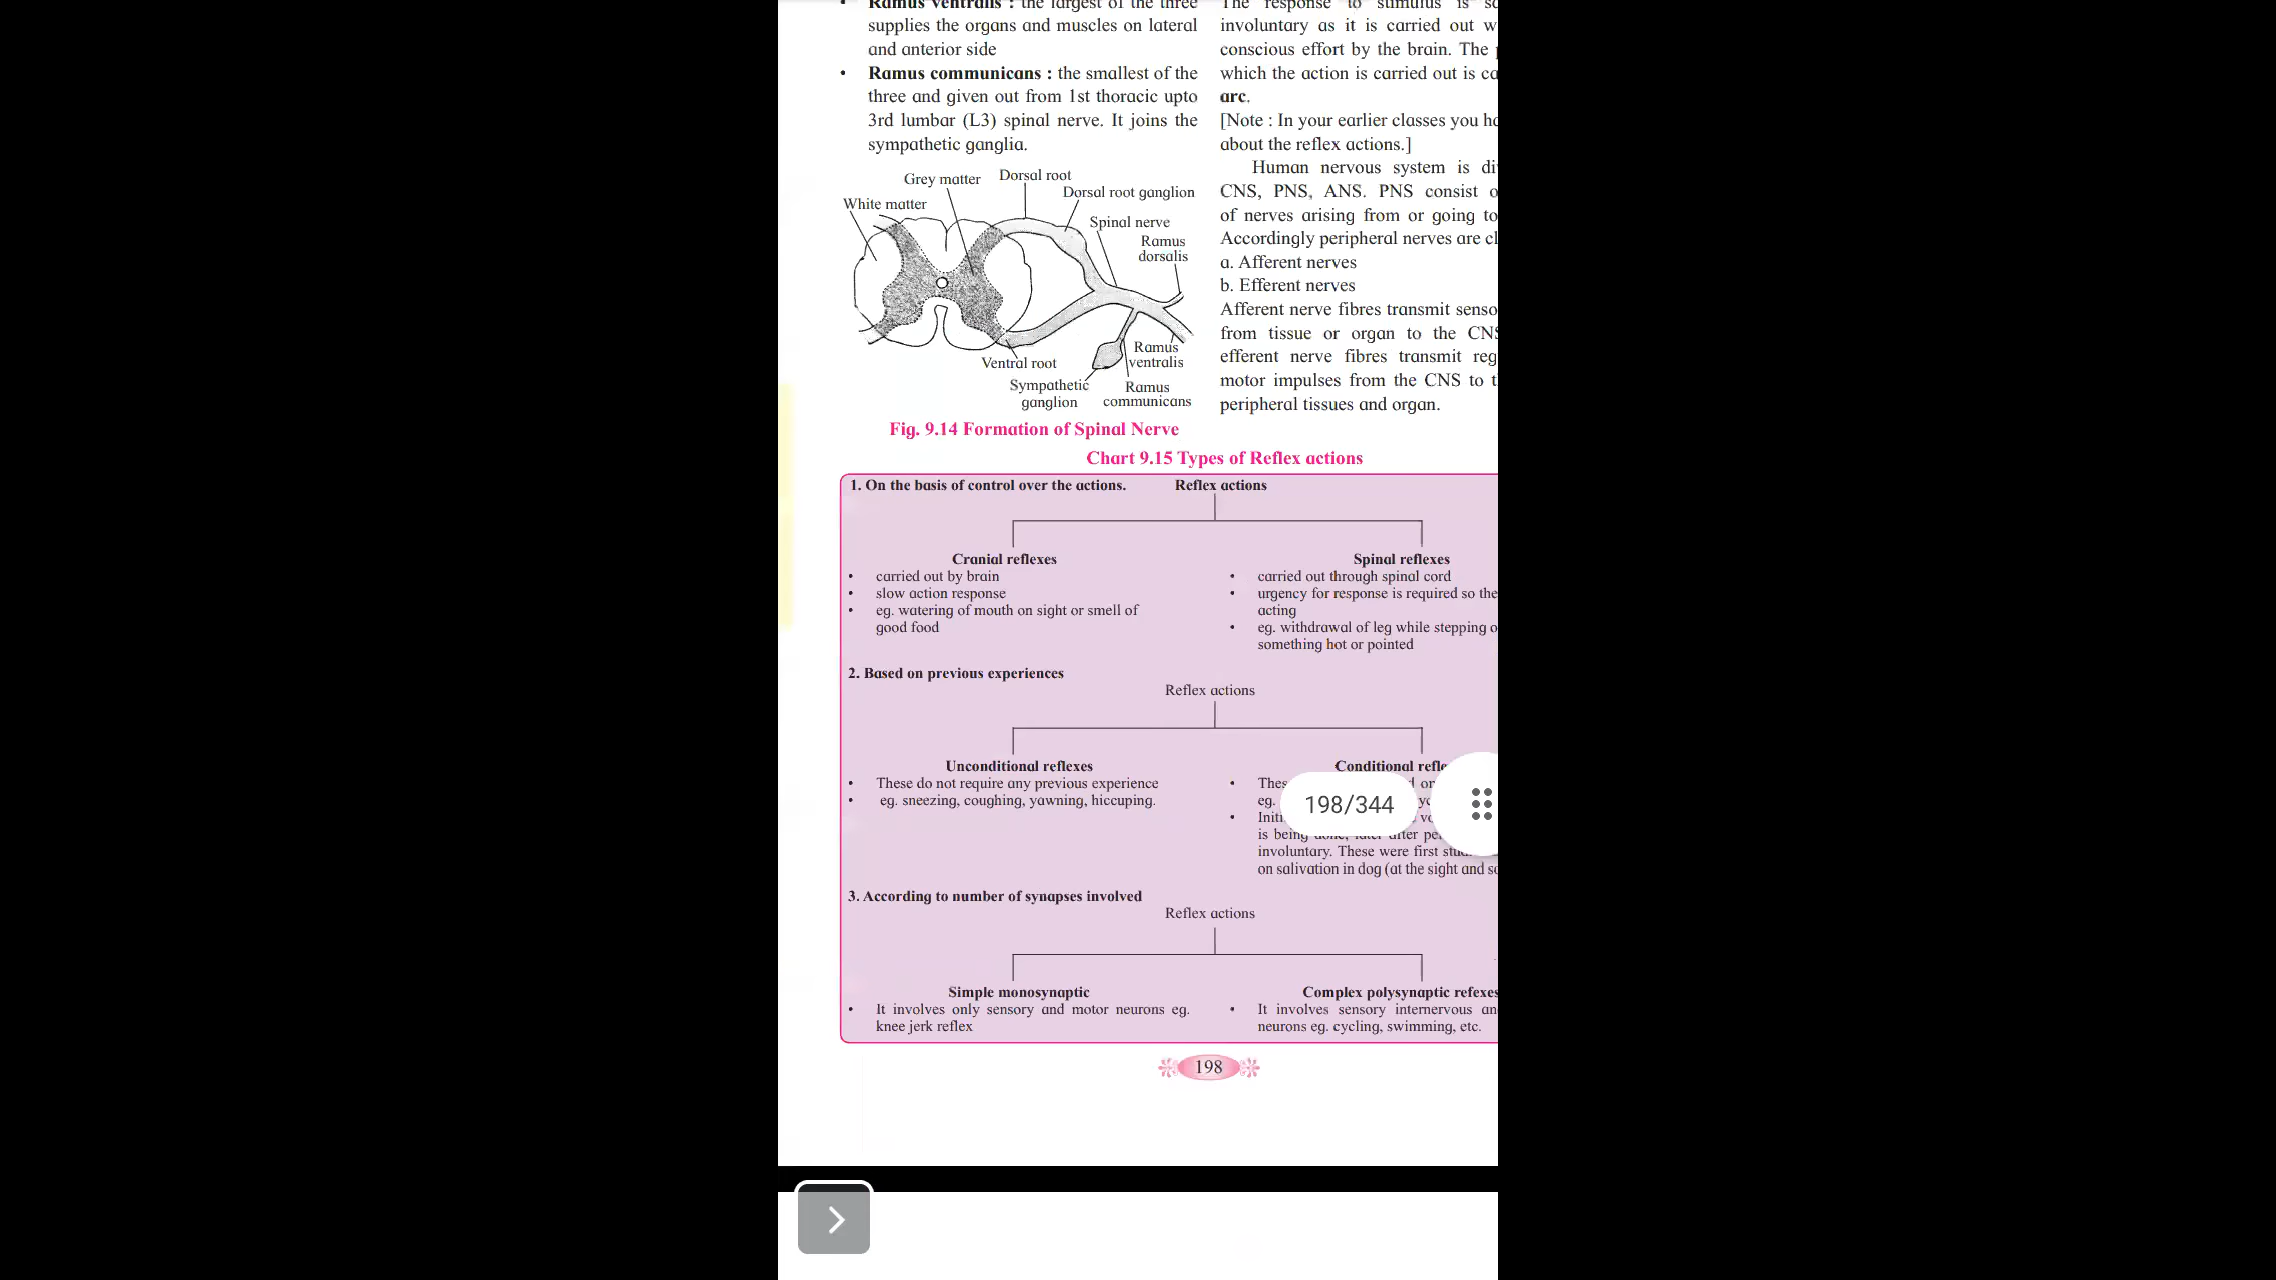 • Ramus ventralis : the largest of the three
supplies the organs and muscles on lateral
and anterior side
• Ramus communicans : the smallest of the
three and given out from 1st thoracic upto
3rd lumbar (L3) spinal nerve. It joins the
sympathetic ganglia.
Grey matter
Dorsal root
Dorsal root ganglion
White matter
Spinal nerve
Ramus
dorsalis
Ventral root
Ramus
ventralis
Sympathetic
ganglion
Ramus
communicans
Fig. 9.14 Formation of Spinal Nerve
The response to stimulus is
involuntary as it is carried out
conscious effort by the brain. The
which the action is carried out is
arc.
[Note : In your earlier classes you
about the reflex actions.]
Human nervous system is
CNS, PNS, ANS. PNS consist
of nerves arising from or going to
Accordingly peripheral nerves are
a. Afferent nerves
b. Efferent nerves
Afferent nerve fibres transmit
from tissue or organ to the
efferent nerve fibres transmit
motor impulses from the CNS to
peripheral tissues and organ.
Chart 9.15 Types of Reflex actions
1. On the basis of control over the actions. Reflex actions
Cranial reflexes
• carried out by brain
• slow action response
• eg. watering of mouth on sight or smell of
good food
Spinal reflexes
• carried out through spinal cord
• urgency for response is required so
acting
• eg. withdrawal of leg while stepping
something hot or pointed
2. Based on previous experiences
Reflex actions
Unconditional reflexes
• These do not require any previous experience
• eg. sneezing, coughing, yawning, hiccuping.
Conditional
•
eg.
•
is being
involuntary. These were first
on salivation in dog (at the sight and
198/344
3. According to number of synapses involved
Reflex actions
Simple monosynaptic
• It involves only sensory and motor neurons eg.
knee jerk reflex
Complex polysynaptic refexes
• It involves sensory internervous
neurons eg. cycling, swimming, etc.
198